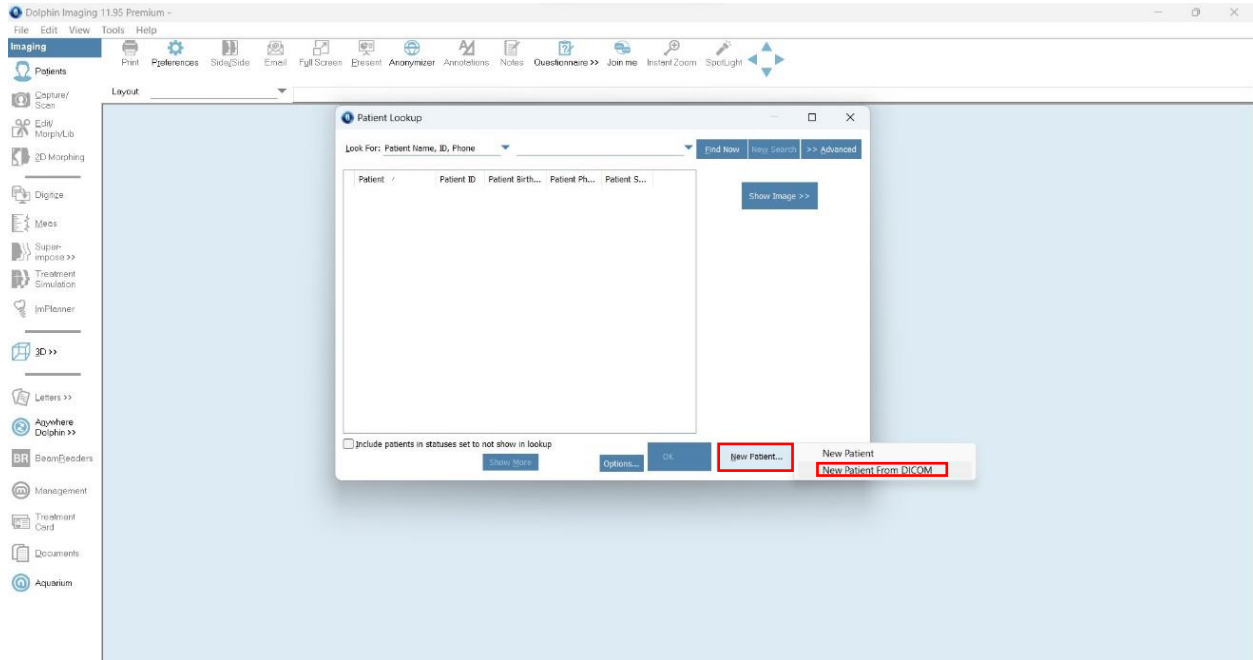 Dolphin Imaging 11.95 Premium -
File Edit View Tools Help
Imaging
Print Preferences Side/Side Email Full Screen Present Anonymizer Annotations Notes Questionnaire >> Join me Instant Zoom SpotLight
Patients
Layout
Capture/
Scan
Edit/
Morph/Lib
2D Morphing
Digitize
Meas
Super-
impose >>
Treatment
Simulation
ImPlanner
3D >>
Letters >>
Anywhere
Dolphin >>
BR BeamReaders
Management
Treatment
Card
Documents
Aquarium
Patient Lookup
Look For: Patient Name, ID, Phone
Find Now New Search >> Advanced
Patient / Patient ID Patient Birth... Patient Ph... Patient S...
Show Image >>
Include patients in statuses set to not show in lookup
Show More Options... OK New Patient...
New Patient
New Patient From DICOM